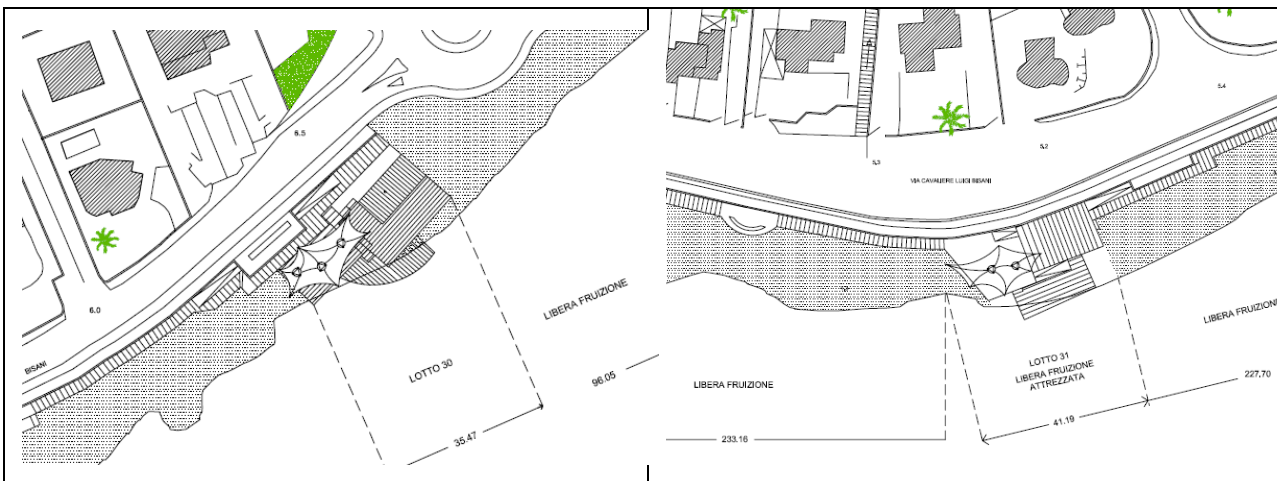 6.5
6.0
BISANI
LIBERA FRUIZIONE
LOTTO 30
96.05
35.47
5.4
5.3
5.2
VIA CAVALIERE LUIGI BISANI
LIBERA FRUIZIONE
LOTTO 31
LIBERA FRUIZIONE
ATTREZZATA
LIBERA FRUIZIONE
227.70
41.19
233.16